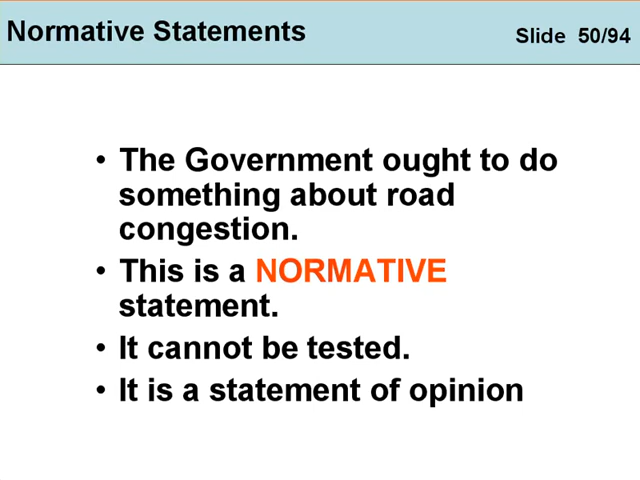 Normative Statements
Slide 50/94
• The Government ought to do
something about road
congestion.
• This is a NORMATIVE
statement.
• It cannot be tested.
• It is a statement of opinion